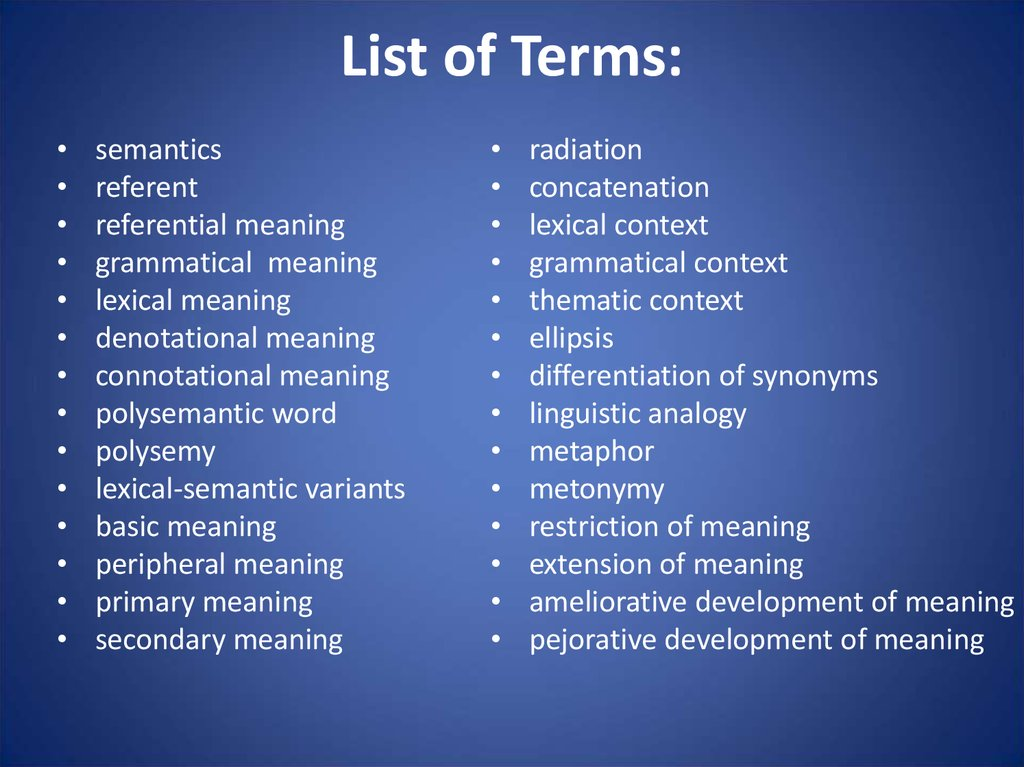 List of Terms:
• semantics
• referent
• referential meaning
• grammatical  meaning
• lexical meaning
• denotational meaning
• connotational meaning
• polysemantic word
• polysemy
• lexical-semantic variants
• basic meaning
• peripheral meaning
• primary meaning
• secondary meaning
• radiation
• concatenation
• lexical context
• grammatical context
• thematic context
• ellipsis
• differentiation of synonyms
• linguistic analogy
• metaphor
• metonymy
• restriction of meaning
• extension of meaning
• ameliorative development of meaning
• pejorative development of meaning